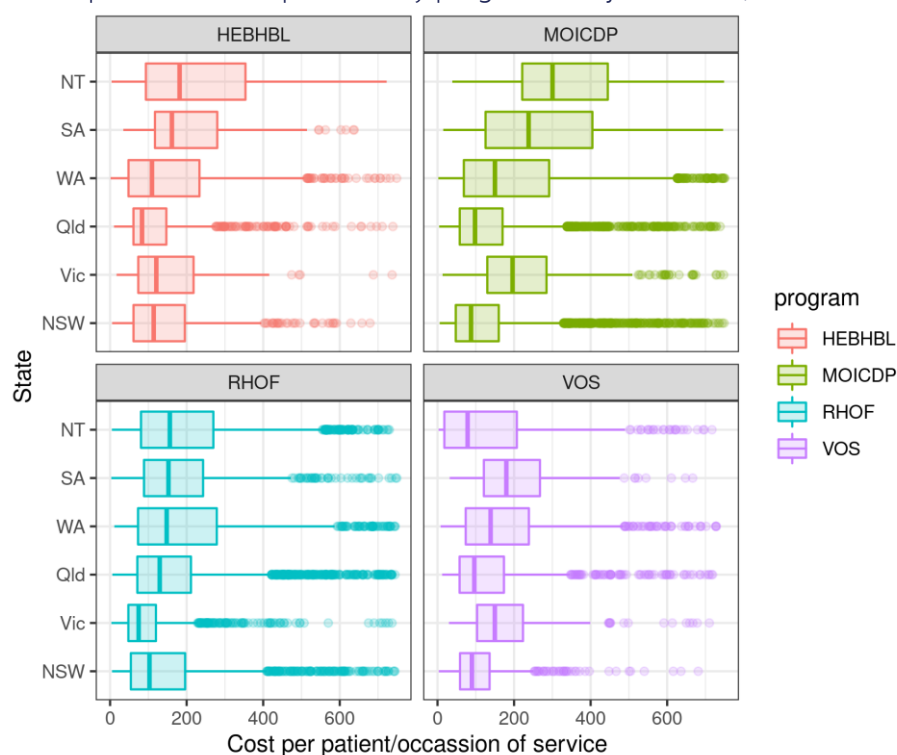 HEBHBL
MOICDP
NT
SA
WA
Qld
Vic
NSW
RHOF
VOS
NT
SA
WA
Qld
Vic
NSW
0 200 400 600
0 200 400 600
State
Cost per patient/occassion of service
program
HEBHBL
MOICDP
RHOF
VOS